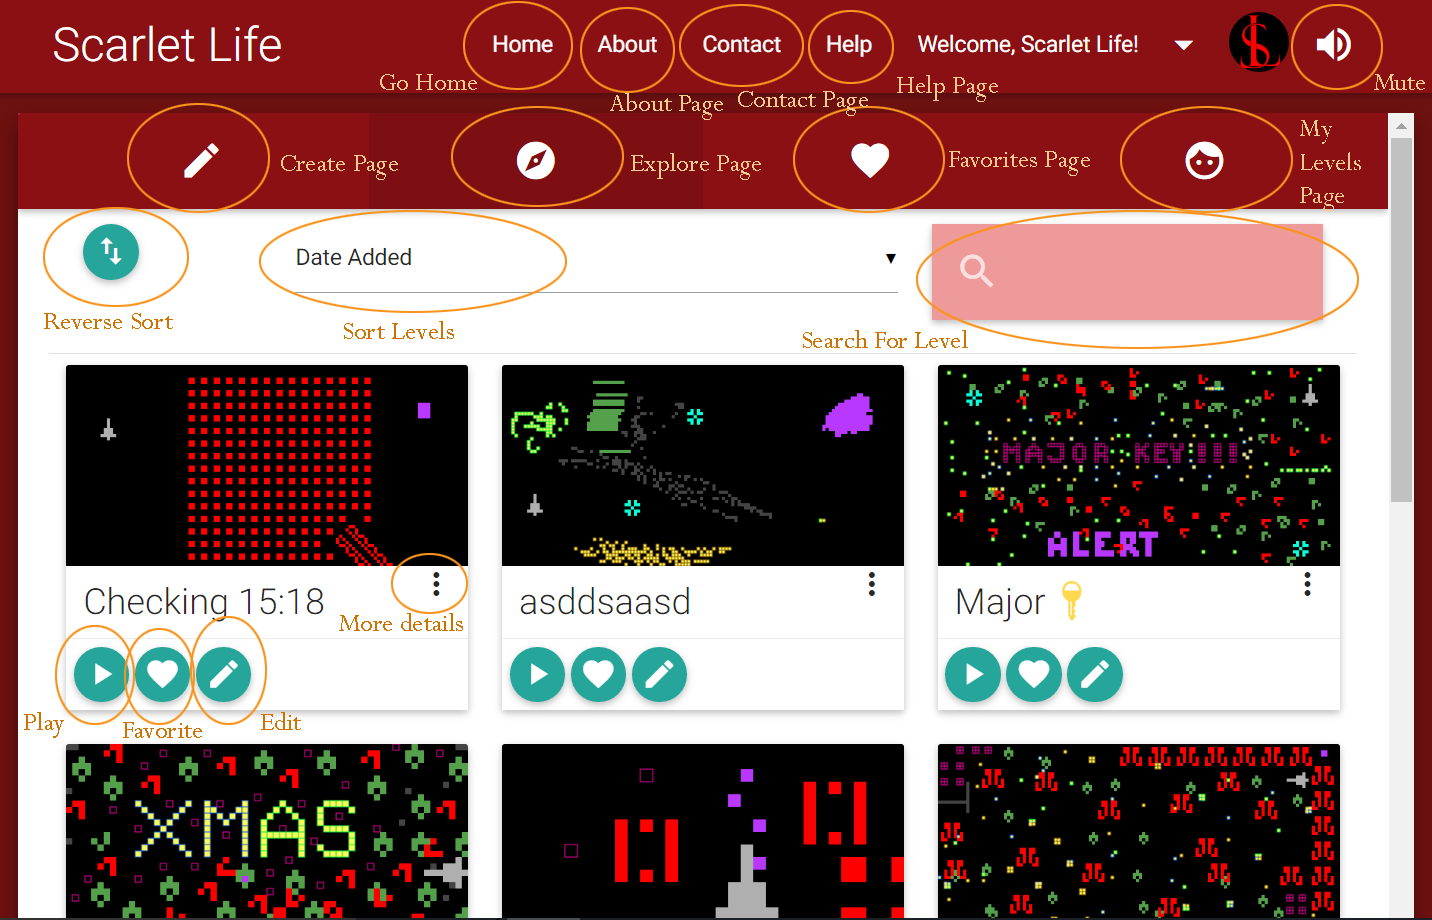 Scarlet Life
Home
About
Contact
Help
Welcome, Scarlet Life!
SL
Go Home
About Page
Contact Page
Help Page
Mute
Create Page
Explore Page
Favorites Page
My
Levels
Page
Date Added
Reverse Sort
Sort Levels
Search For Level
MAJOR KEY!!!
ALERT
Checking 15:18
asddsaasd
Major
More details
Play
Favorite
Edit
XMAS